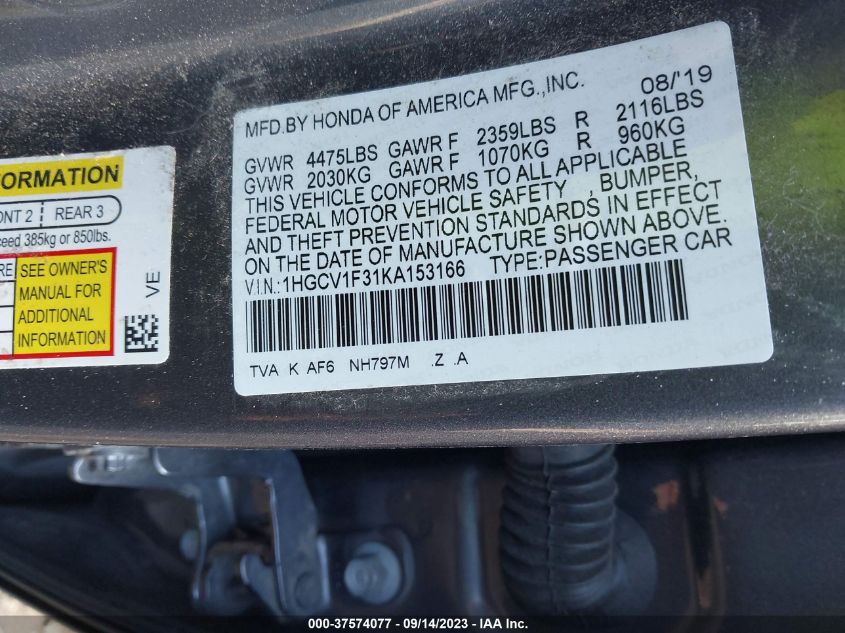 MFD.BY HONDA OF AMERICA MFG.,INC. 08/'19
GVWR 4475LBS GAWR F 2359LBS R 2116LBS
GVWR 2030KG GAWR F 1070KG R 960KG
THIS VEHICLE CONFORMS TO ALL APPLICABLE
FEDERAL MOTOR VEHICLE SAFETY , BUMPER,
AND THEFT PREVENTION STANDARDS IN EFFECT
ON THE DATE OF MANUFACTURE SHOWN ABOVE.
V.I.N.:1HGCV1F31KA153166 TYPE:PASSENGER CAR
TVA K AF6 NH797M .Z .A
2 REAR 3
385kg or 850lbs.
SEE OWNER'S
MANUAL FOR
ADDITIONAL
INFORMATION
VE
000-37574077 - 09/14/2023 - IAA Inc.